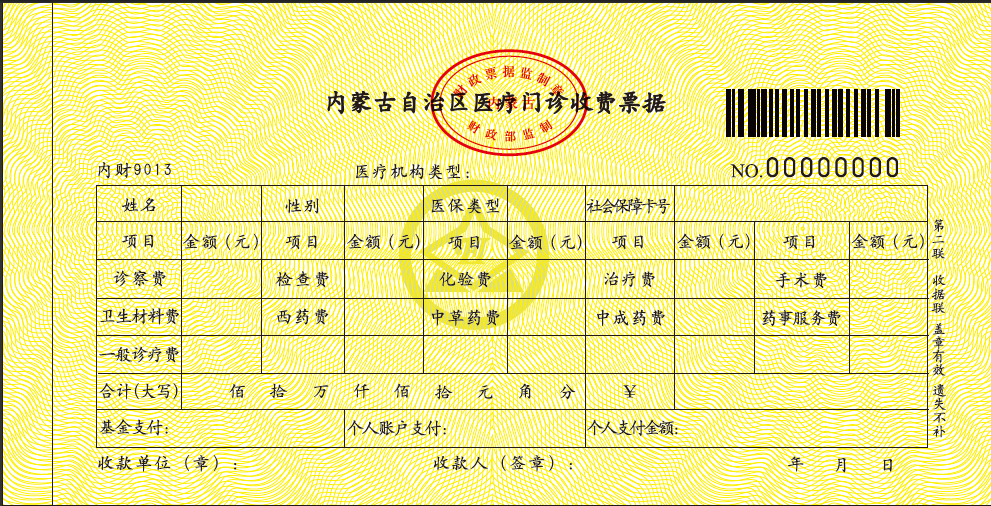 财政票据监制章
内蒙古
财政部监制
内蒙古自治区医疗门诊收费票据
内财9013 医疗机构类型: NO.00000000
姓名 性别 医保类型 社会保障卡号
项目 金额(元) 项目 金额(元) 项目 金额(元) 项目 金额(元) 项目 金额(元)
诊察费 检查费 化验费 治疗费 手术费
卫生材料费 西药费 中草药费 中成药费 药事服务费
一般诊疗费
合计(大写) 佰 拾 万 仟 佰 拾 元 角 分 ¥
基金支付: 个人账户支付: 个人支付金额:
收款单位(章): 收款人(签章): 年 月 日
第二联 收据联 盖章有效 遗失不补